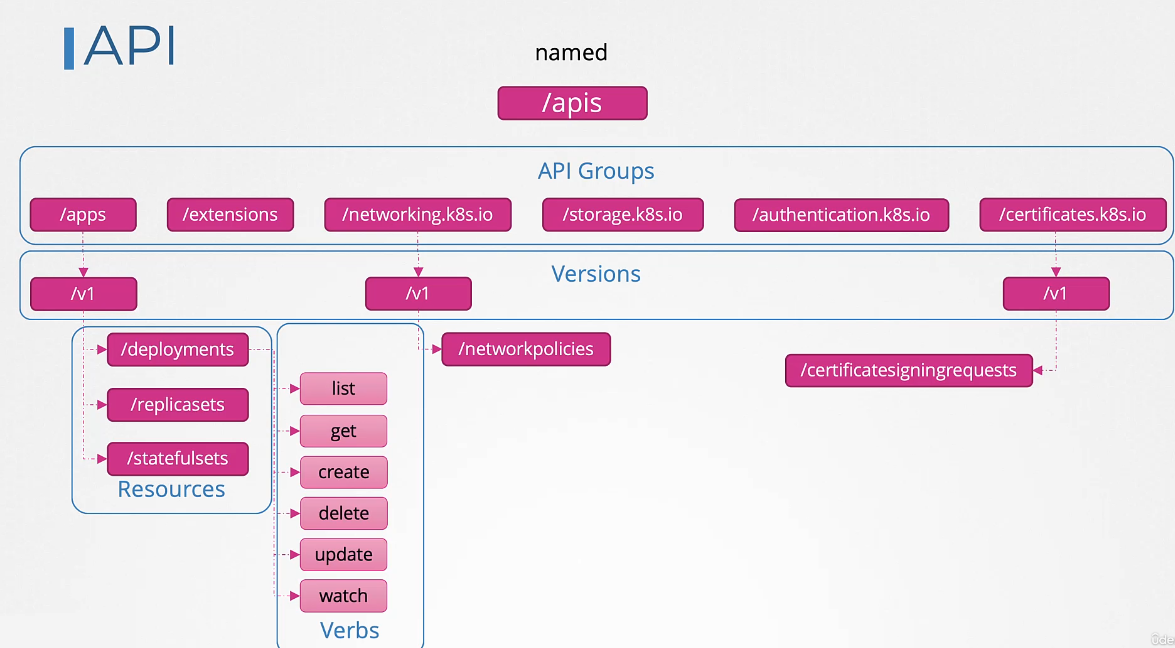 API
named
/apis
API Groups
/apps /extensions /networking.k8s.io /storage.k8s.io /authentication.k8s.io /certificates.k8s.io
Versions
/v1 /v1 /v1
/deployments /networkpolicies
/certificatesigningrequests
list
/replicasets
get
/statefulsets
create
Resources
delete
update
watch
Verbs